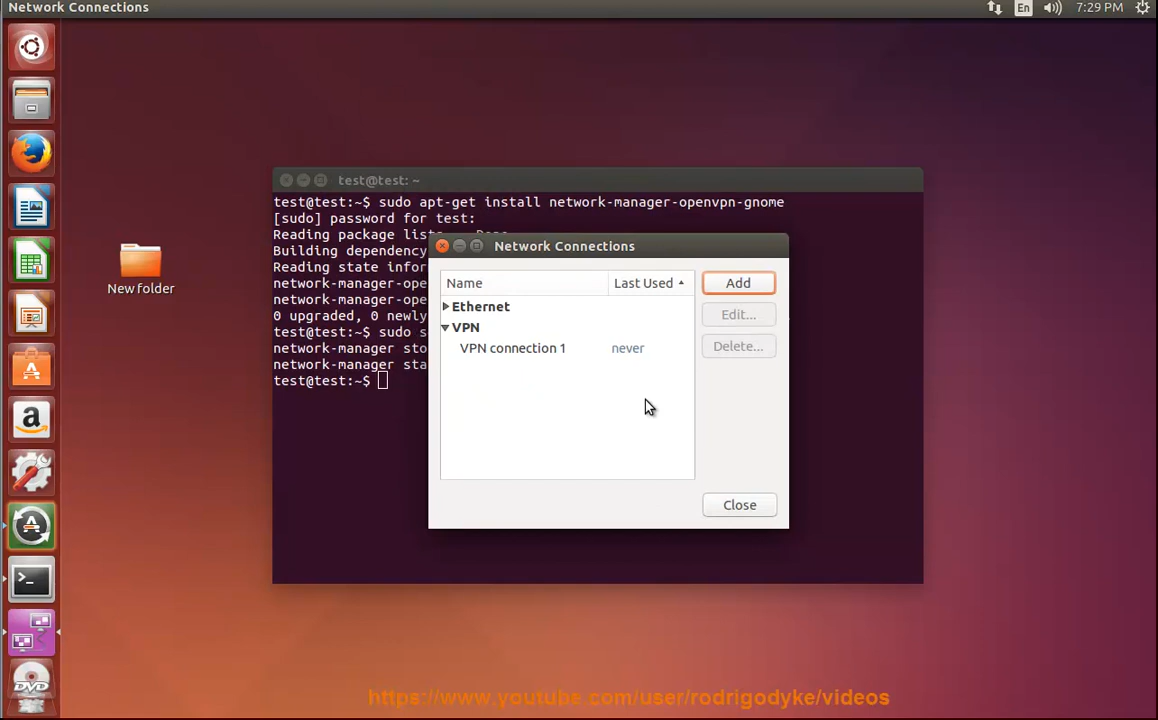 Network Connections
En
7:29 PM
New folder
test@test: ~
test@test:~$ sudo apt-get install network-manager-openvpn-gnome
[sudo] password for test:
Reading package lists... Done
Building dependency
Reading state infor
network-manager-ope
network-manager-ope
0 upgraded, 0 newly
test@test:~$ sudo s
network-manager sto
network-manager sta
test@test:~$
Network Connections
Name Last Used
Ethernet
VPN
VPN connection 1 never
Add
Edit...
Delete...
Close
DVD
https://www.youtube.com/user/rodrigodyke/videos